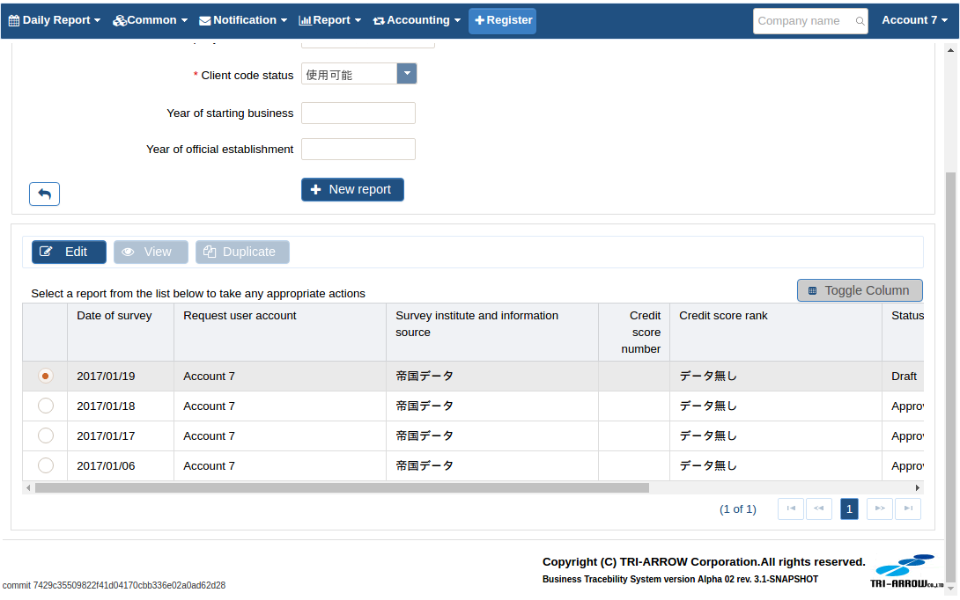 Daily Report Common Notification Report Accounting Register Company name Account 7
* Client code status 使用可能
Year of starting business
Year of official establishment
New report
Edit View Duplicate
Select a report from the list below to take any appropriate actions Toggle Column
Date of survey Request user account Survey institute and information source Credit score number Credit score rank Status
2017/01/19 Account 7 帝国データ データ無し Draft
2017/01/18 Account 7 帝国データ データ無し Appro
2017/01/17 Account 7 帝国データ データ無し Appro
2017/01/06 Account 7 帝国データ データ無し Appro
(1 of 1) 1
Copyright (C) TRI-ARROW Corporation.All rights reserved.
Business Tracebility System version Alpha 02 rev. 3.1-SNAPSHOT
TRI-ARROW
commit 7429c35509822f41d04170cbb336e02a0ad62d28